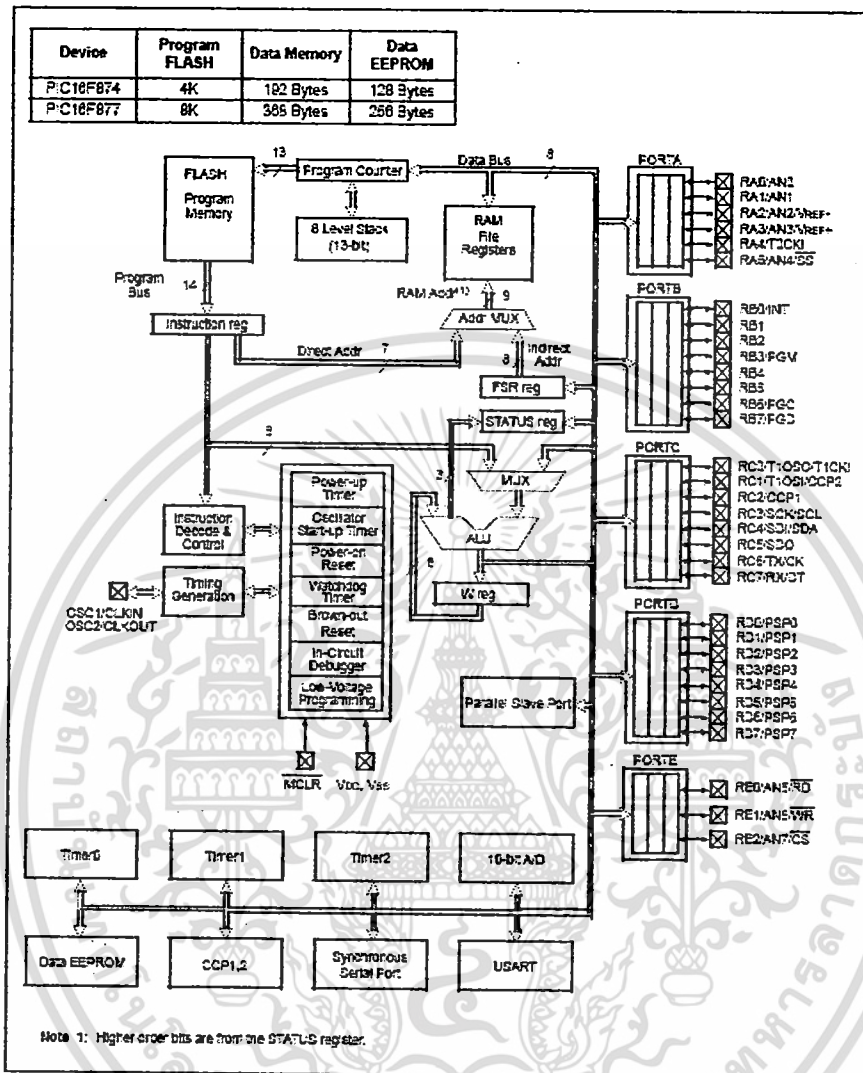 Device Program FLASH Data Memory Data EEPROM
PIC16F874 4K 192 Bytes 128 Bytes
PIC16F877 8K 368 Bytes 256 Bytes
13
Program Counter
Data Bus
8
PORTA
FLASH
Program
Memory
8 Level Stack
(13-bit)
RAM
File
Registers
RA0/AN0
RA1/AN1
RA2/AN2/VREF-
RA3/AN3/VREF+
RA4/T0CKI
RA5/AN4/SS
Program
Bus
14
RAM Addr(1)
9
PORTB
Instruction reg
Addr MUX
Direct Addr
7
8
Indirect
Addr
FSR reg
STATUS reg
RB0/INT
RB1
RB2
RB3/PGM
RB4
RB5
RB6/PGC
RB7/PGD
8
3
MUX
PORTC
Power-up
Timer
Oscillator
Start-up Timer
Power-on
Reset
Watchdog
Timer
Brown-out
Reset
In-Circuit
Debugger
Low-Voltage
Programming
Instruction
Decode &
Control
Timing
Generation
OSC1/CLKIN
OSC2/CLKOUT
ALU
8
W reg
RC0/T1OSO/T1CKI
RC1/T1OSI/CCP2
RC2/CCP1
RC3/SCK/SCL
RC4/SDI/SDA
RC5/SDO
RC6/TX/CK
RC7/RX/DT
PORTD
Parallel Slave Port
RD0/PSP0
RD1/PSP1
RD2/PSP2
RD3/PSP3
RD4/PSP4
RD5/PSP5
RD6/PSP6
RD7/PSP7
MCLR
VDD, VSS
PORTE
RE0/AN5/RD
RE1/AN6/WR
RE2/AN7/CS
Timer0
Timer1
Timer2
10-bit A/D
Data EEPROM
CCP1,2
Synchronous
Serial Port
USART
Note 1: Higher order bits are from the STATUS register.